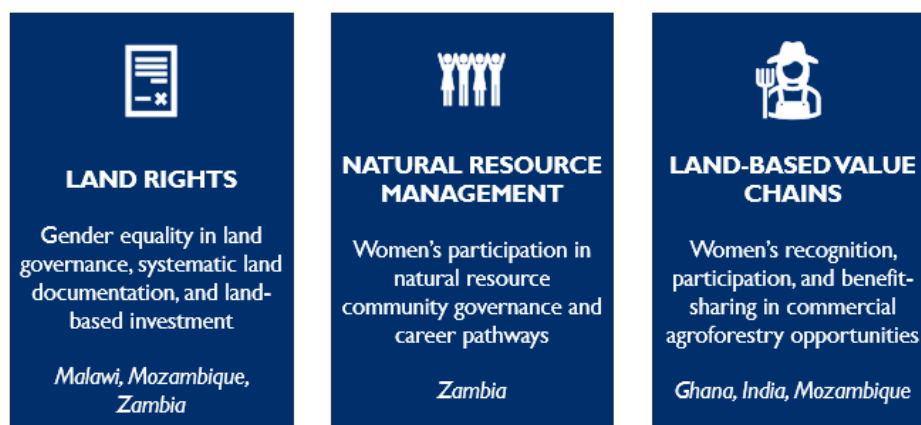 LAND RIGHTS
Gender equality in land
governance, systematic land
documentation, and land-
based investment
Malawi, Mozambique,
Zambia
NATURAL RESOURCE
MANAGEMENT
Women's participation in
natural resource
community governance and
career pathways
Zambia
LAND-BASED VALUE
CHAINS
Women's recognition,
participation, and benefit-
sharing in commercial
agroforestry opportunities
Ghana, India, Mozambique